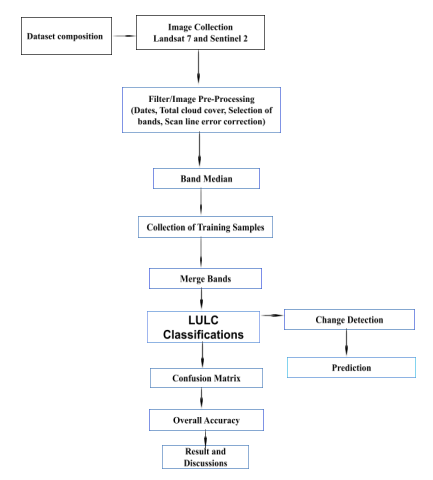 Dataset composition
Image Collection
Landsat 7 and Sentinel 2
Filter/Image Pre-Processing
(Dates, Total cloud cover, Selection of
bands, Scan line error correction)
Band Median
Collection of Training Samples
Merge Bands
LULC
Classifications
Change Detection
Prediction
Confusion Matrix
Overall Accuracy
Result and
Discussions